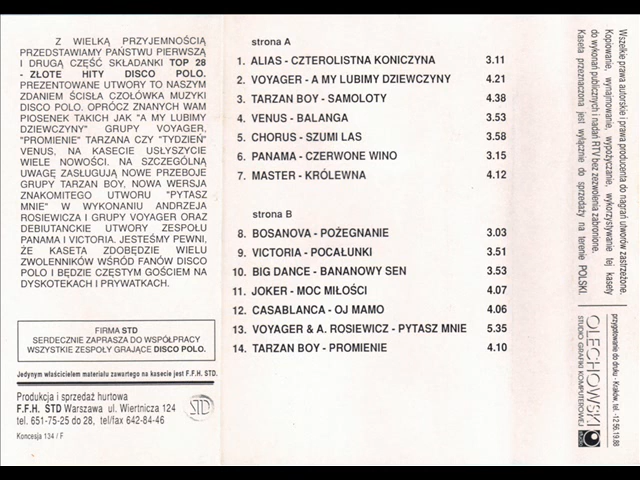 Z WIELKĄ PRZYJEMNOŚCIĄ
PRZEDSTAWIAMY PAŃSTWU PIERWSZĄ
I DRUGĄ CZĘŚĆ SKŁADANKI TOP 28
- ZŁOTE HITY DISCO POLO.
PREZENTOWANE UTWORY TO NASZYM
ZDANIEM ŚCISŁA CZOŁÓWKA MUZYKI
DISCO POLO. OPRÓCZ ZNANYCH WAM
PIOSENEK TAKICH JAK "A MY LUBIMY
DZIEWCZYNY" GRUPY VOYAGER,
"PROMIENIE" TARZANA CZY "TYDZIEŃ"
VENUS, NA KASECIE USŁYSZYCIE
WIELE NOWOŚCI. NA SZCZEGÓLNĄ
UWAGĘ ZASŁUGUJĄ NOWE PRZEBOJE
GRUPY TARZAN BOY, NOWA WERSJA
ZNAKOMITEGO UTWORU "PYTASZ
MNIE" W WYKONANIU ANDRZEJA
ROSIEWICZA I GRUPY VOYAGER ORAZ
DEBIUTANCKIE UTWORY ZESPOŁU
PANAMA I VICTORIA. JESTEŚMY PEWNI,
ŻE KASETA ZDOBĘDZIE WIELU
ZWOLENNIKÓW WŚRÓD FANÓW DISCO
POLO I BĘDZIE CZĘSTYM GOŚCIEM NA
DYSKOTEKACH I PRYWATKACH.
FIRMA STD
SERDECZNIE ZAPRASZA DO WSPÓŁPRACY
WSZYSTKIE ZESPOŁY GRAJĄCE DISCO POLO.
Jedynym właścicielem materiału zawartego na kasecie jest F.F.H. STD.
Produkcja i sprzedaż hurtowa
F.F.H. STD Warszawa ul. Wiertnicza 124
tel. 651-75-25 do 28, tel/fax 642-84-46
STD
Koncesja 134 / F
strona A
1. ALIAS - CZTEROLISTNA KONICZYNA 3.11
2. VOYAGER - A MY LUBIMY DZIEWCZYNY 4.21
3. TARZAN BOY - SAMOLOTY 4.38
4. VENUS - BALANGA 3.53
5. CHORUS - SZUMI LAS 3.58
6. PANAMA - CZERWONE WINO 3.15
7. MASTER - KRÓLEWNA 4.12
strona B
8. BOSANOVA - POŻEGNANIE 3.03
9. VICTORIA - POCAŁUNKI 3.51
10. BIG DANCE - BANANOWY SEN 3.53
11. JOKER - MOC MIŁOŚCI 4.07
12. CASABLANCA - OJ MAMO 4.06
13. VOYAGER & A. ROSIEWICZ - PYTASZ MNIE 5.35
14. TARZAN BOY - PROMIENIE 4.10
Wszelkie prawa autorskie i prawa producenta do nagrań utworów zastrzeżone.
Kopiowanie, wynajmowanie, wypożyczanie, wykorzystywanie tej kasety
do wykonań publicznych i nadań RTV bez zezwolenia zabronione.
Kaseta przeznaczona jest wyłącznie do sprzedaży na terenie POLSKI.
przygotowanie do druku - Kraków, tel. -12 56.19.88
OLECHOWSKI
STUDIO GRAFIKI KOMPUTEROWEJ